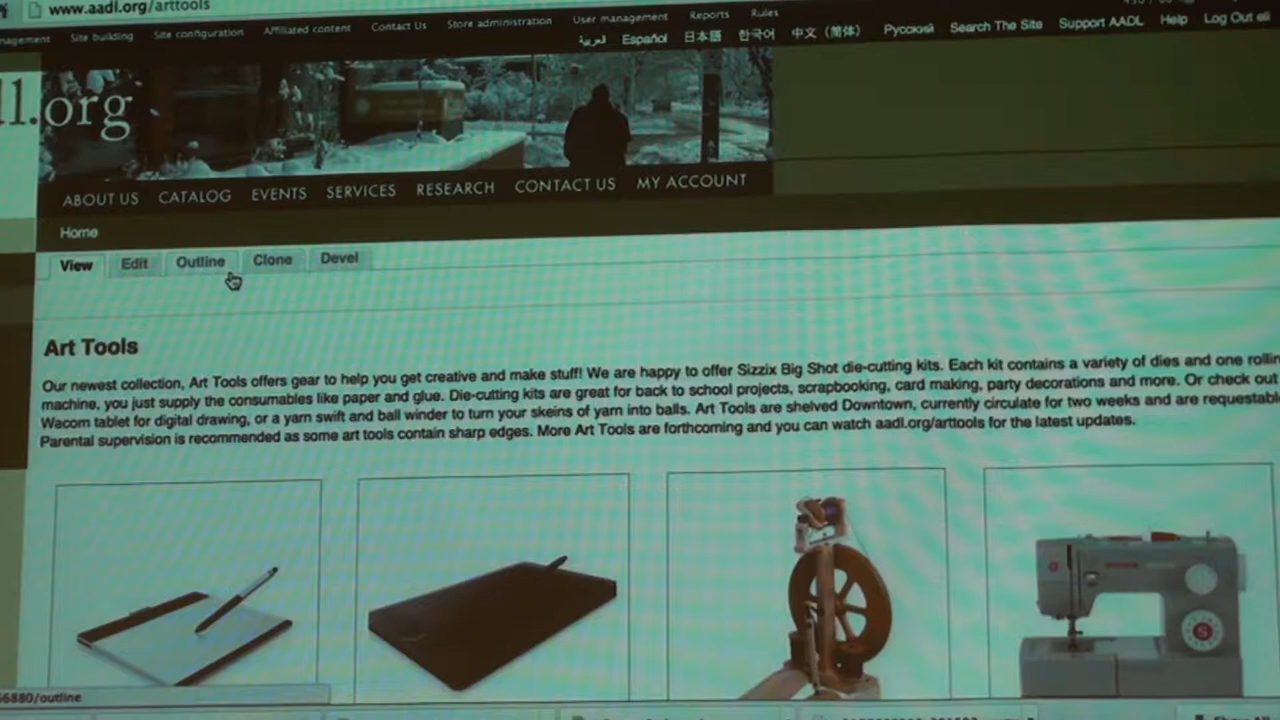 www.aadl.org/arttools
Site building Site configuration Affiliated content Contact Us Store administration User management Reports Rules
العربية Español 日本語 한국어 中文 (简体) Русский Search The Site Support AADL Help Log Out
.org
ABOUT US CATALOG EVENTS SERVICES RESEARCH CONTACT US MY ACCOUNT
Home
View Edit Outline Clone Devel
Art Tools
Our newest collection, Art Tools offers gear to help you get creative and make stuff! We are happy to offer Sizzix Big Shot die-cutting kits. Each kit contains a variety of dies and one rollin
machine, you just supply the consumables like paper and glue. Die-cutting kits are great for back to school projects, scrapbooking, card making, party decorations and more. Or check out
Wacom tablet for digital drawing, or a yarn swift and ball winder to turn your skeins of yarn into balls. Art Tools are shelved Downtown, currently circulate for two weeks and are requestabl
Parental supervision is recommended as some art tools contain sharp edges. More Art Tools are forthcoming and you can watch aadl.org/arttools for the latest updates.
6880/outline